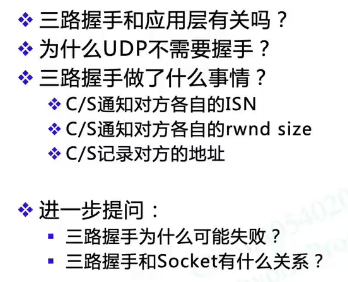 三路握手和应用层有关吗？
为什么UDP不需要握手？
三路握手做了什么事情？
C/S通知对方各自的ISN
C/S通知对方各自的rwnd size
C/S记录对方的地址
进一步提问：
三路握手为什么可能失败？
三路握手和Socket有什么关系？